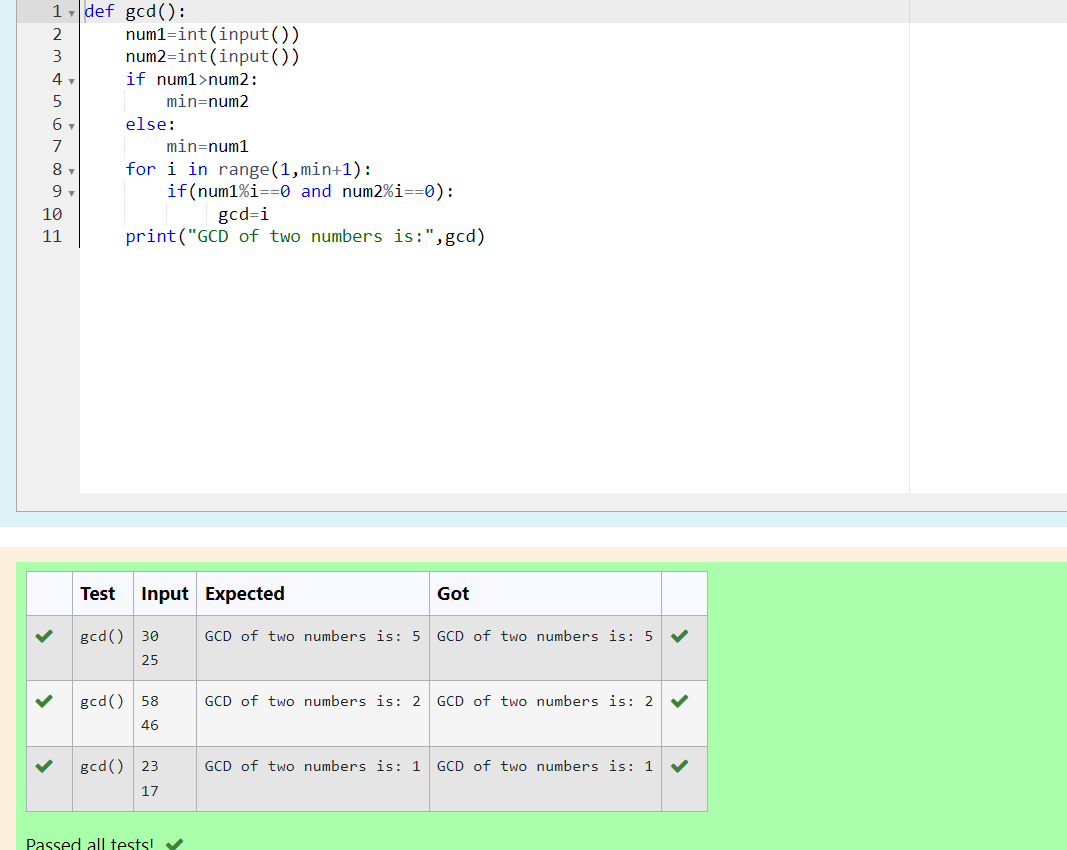 1 def gcd():
2     num1=int(input())
3     num2=int(input())
4     if num1>num2:
5         min=num2
6     else:
7         min=num1
8     for i in range(1,min+1):
9         if(num1%i==0 and num2%i==0):
10             gcd=i
11     print("GCD of two numbers is:",gcd)
Test Input Expected Got
gcd() 30 GCD of two numbers is: 5 GCD of two numbers is: 5
25
gcd() 58 GCD of two numbers is: 2 GCD of two numbers is: 2
46
gcd() 23 GCD of two numbers is: 1 GCD of two numbers is: 1
17
Passed all tests!